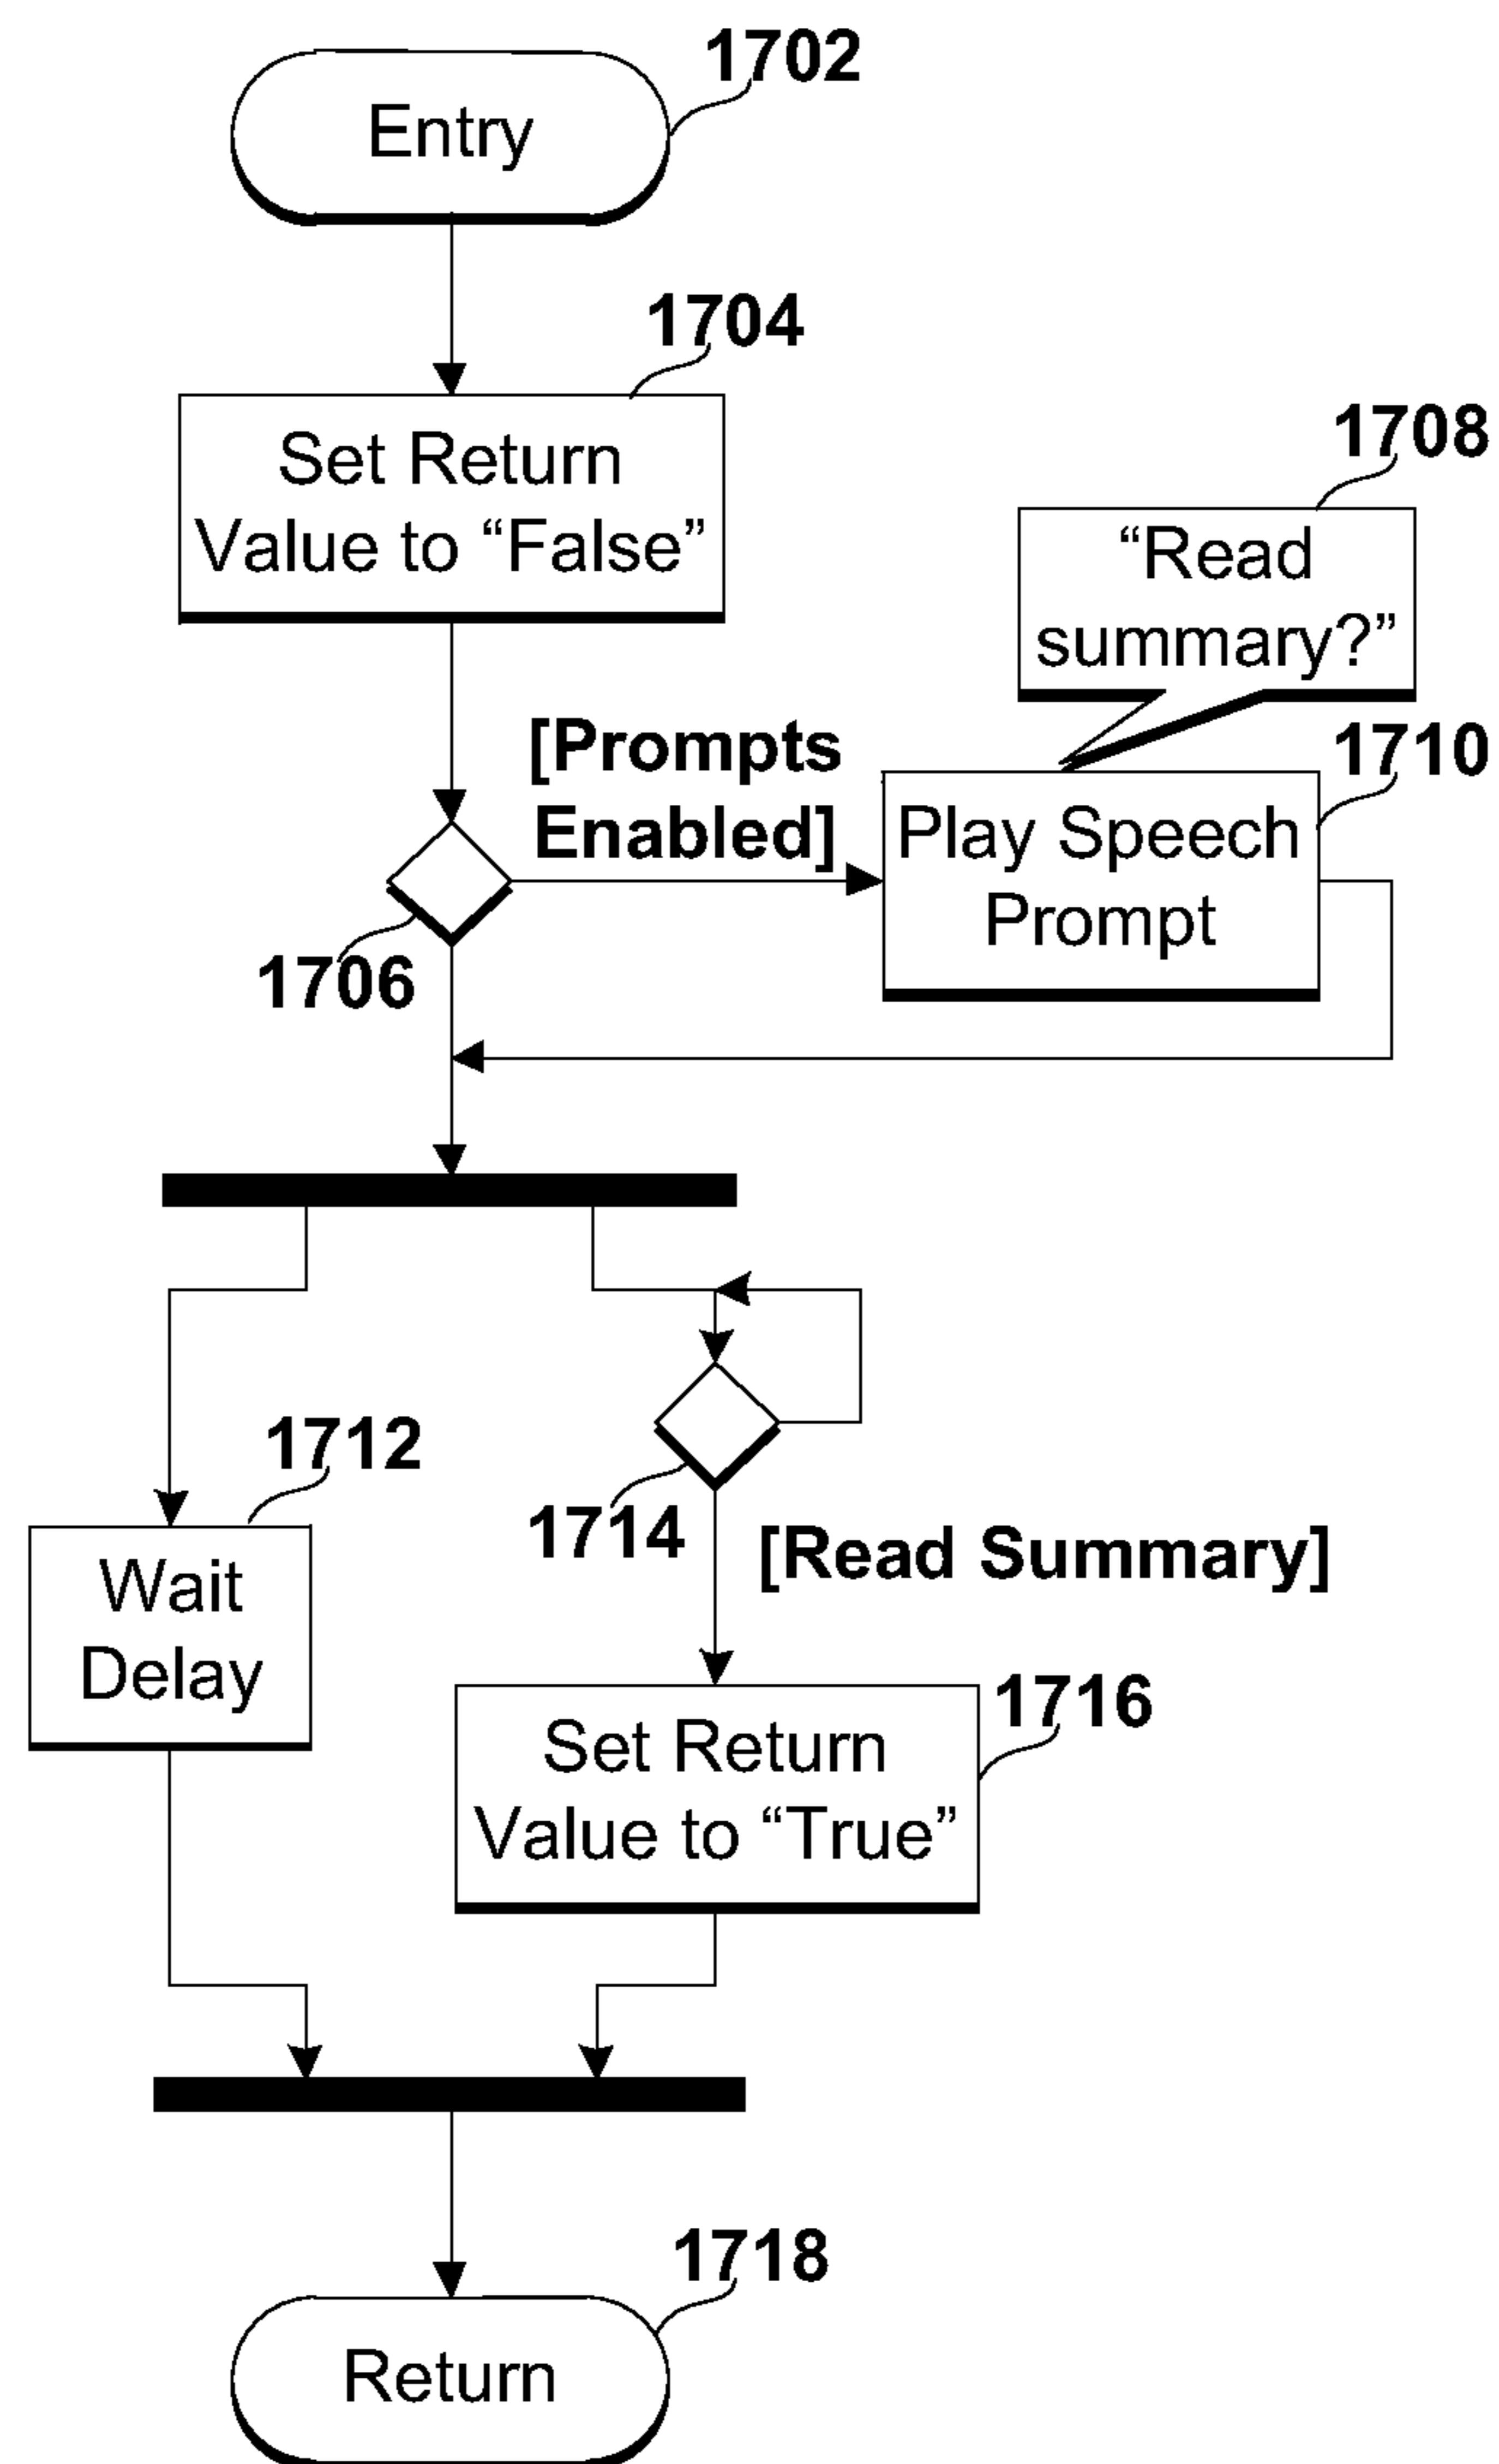 1702
Entry
1704
Set Return
Value to “False”
1708
“Read
summary?”
[Prompts
Enabled]
1710
Play Speech
Prompt
1706
1712
Wait
Delay
1714
[Read Summary]
1716
Set Return
Value to “True”
1718
Return